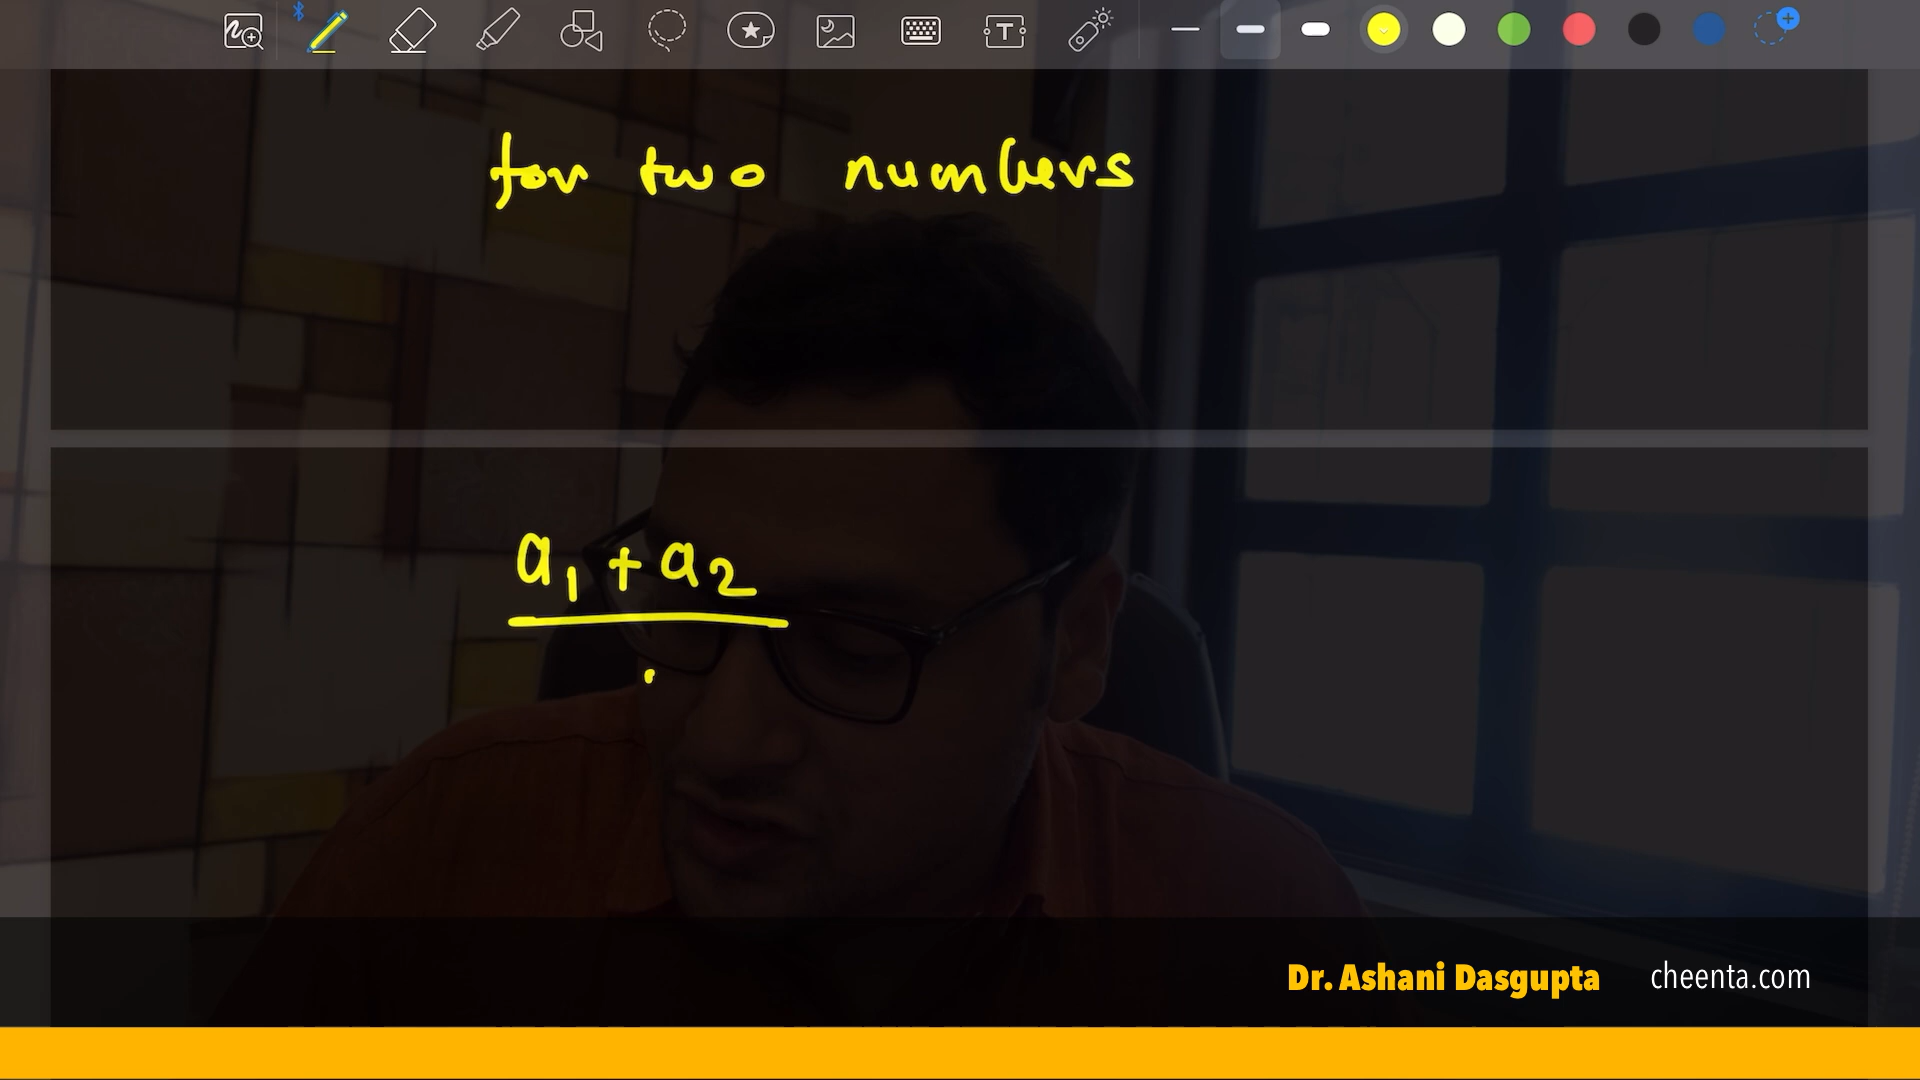 for two numbers
a₁ + a₂
Dr. Ashani Dasgupta cheenta.com